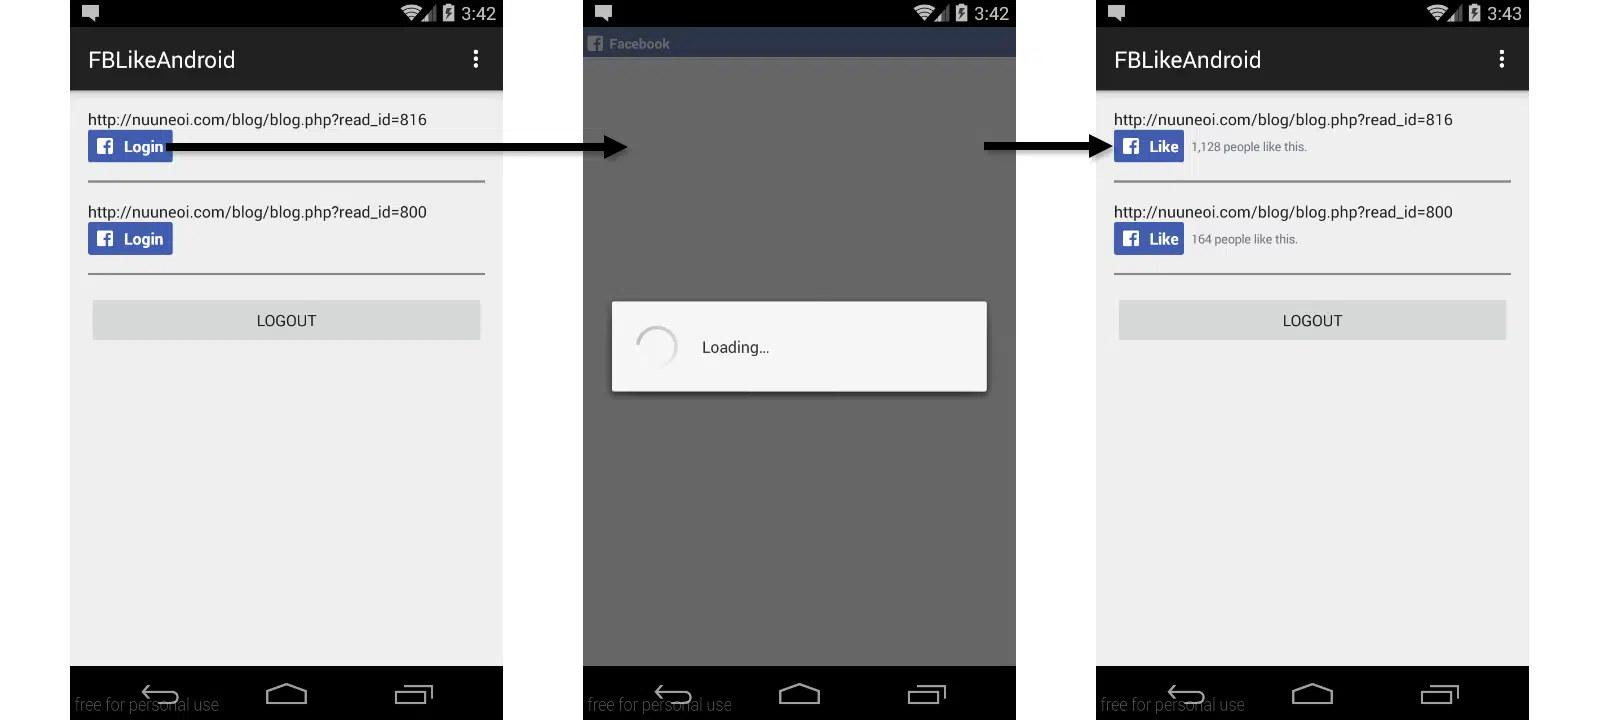 3:42
FBLikeAndroid
http://nuuneoi.com/blog/blog.php?read_id=816
Login
http://nuuneoi.com/blog/blog.php?read_id=800
Login
LOGOUT
free for personal use
3:42
Facebook
Loading...
free for personal use
3:43
FBLikeAndroid
http://nuuneoi.com/blog/blog.php?read_id=816
Like 1,128 people like this.
http://nuuneoi.com/blog/blog.php?read_id=800
Like 164 people like this.
LOGOUT
free for personal use